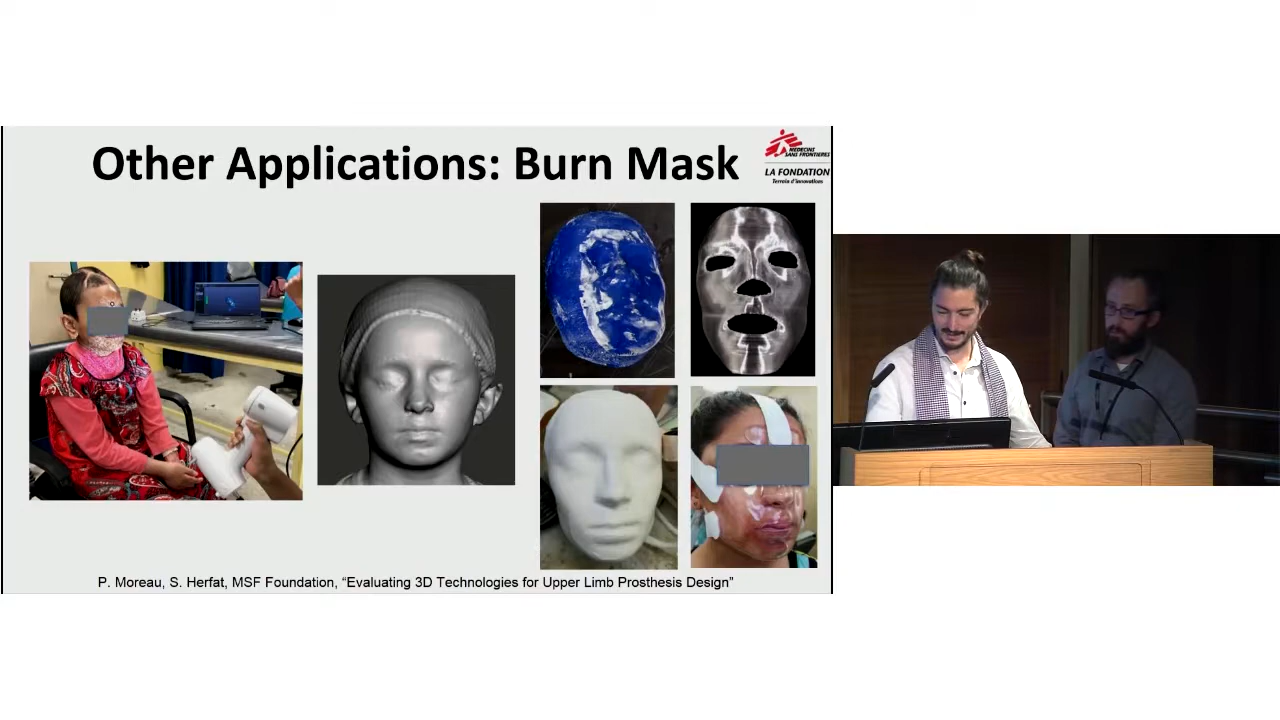 Other Applications: Burn Mask
MEDECINS
SANS FRONTIERES
LA FONDATION
Terrain d'innovations
P. Moreau, S. Herfat, MSF Foundation, “Evaluating 3D Technologies for Upper Limb Prosthesis Design”